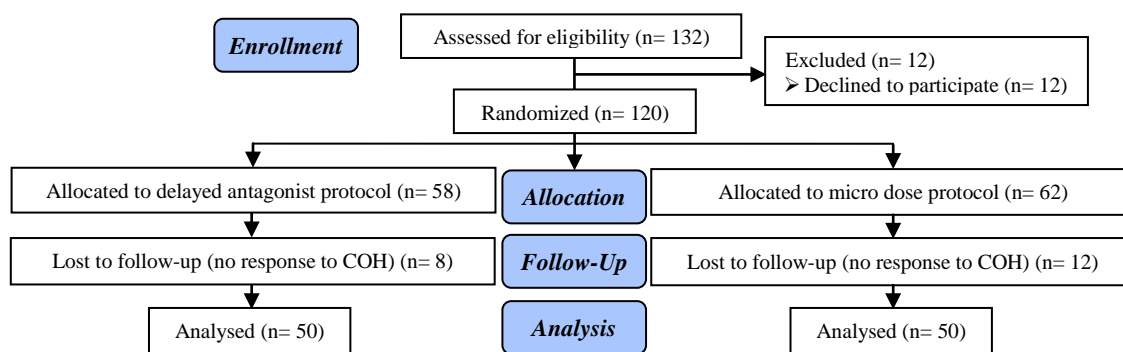 Enrollment
Assessed for eligibility (n= 132)
Excluded (n= 12)
➢ Declined to participate (n= 12)
Randomized (n= 120)
Allocated to delayed antagonist protocol (n= 58)
Allocation
Allocated to micro dose protocol (n= 62)
Lost to follow-up (no response to COH) (n= 8)
Follow-Up
Lost to follow-up (no response to COH) (n= 12)
Analysed (n= 50)
Analysis
Analysed (n= 50)